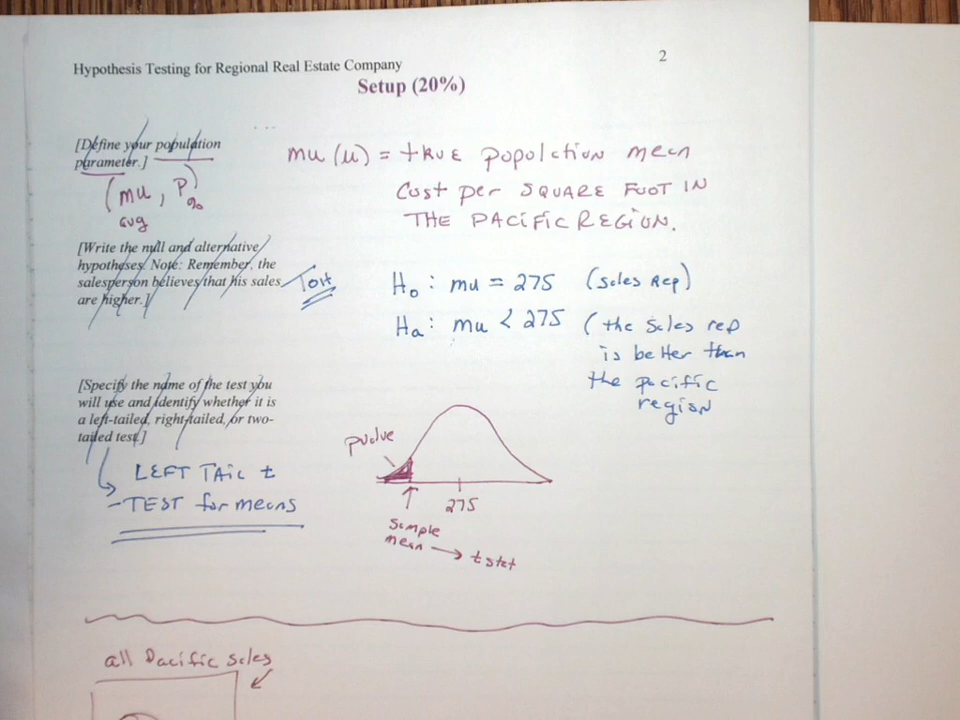 Hypothesis Testing for Regional Real Estate Company
2
Setup (20%)
[Define your population
parameter.]
(mu, P)
avg %
mu (u) = tRUE population mean
Cost per SQUARE FOOT IN
THE PACIFIC REGION.
[Write the null and alternative
hypotheses. Note: Remember, the
salesperson believes that his sales
are higher.]
H₀ : mu = 275 (Sales Rep)
Ha : mu < 275 (the sales rep
is better than
the pacific
region
[Specify the name of the test you
will use and identify whether it is
a left-tailed, right-tailed, or two-
tailed test.]
LEFT TAIL t
-TEST for means
pvalue
275
sample
mean → t stat
all Pacific sales